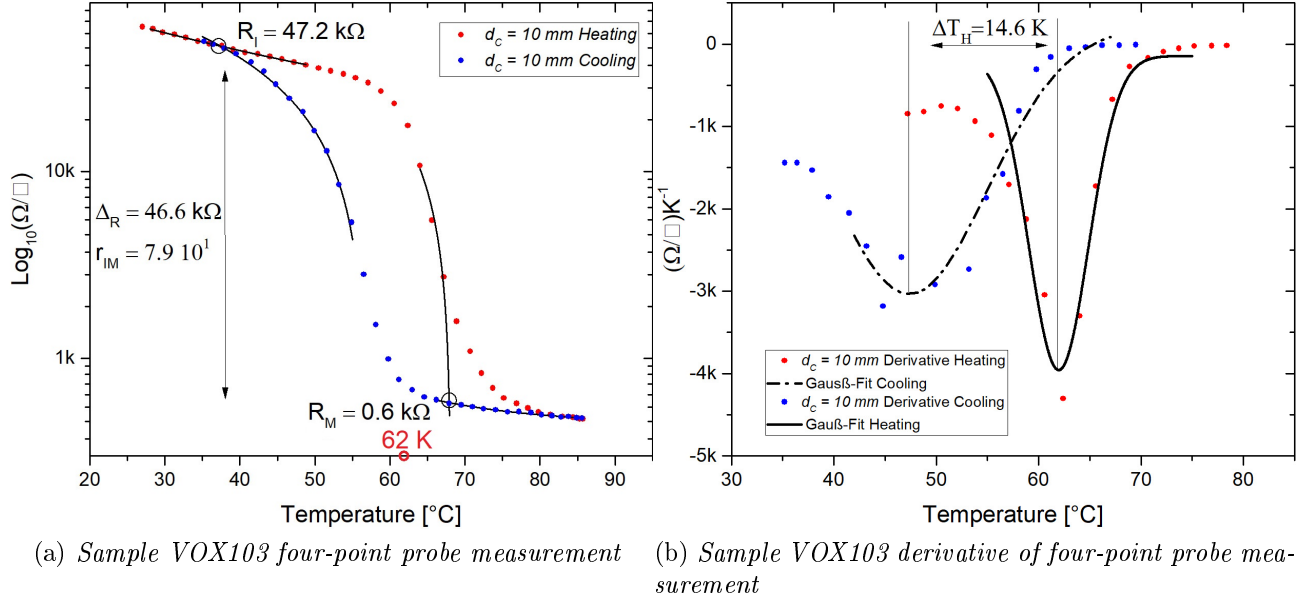 R_I = 47.2 kΩ
d_C = 10 mm Heating
d_C = 10 mm Cooling
Log_10(Ω/□)
10k
1k
Δ_R = 46.6 kΩ
r_IM = 7.9 10^1
R_M = 0.6 kΩ
62 K
20 30 40 50 60 70 80 90
Temperature [°C]
(a) Sample VOX103 four-point probe measurement
ΔT_H=14.6 K
(Ω/□)K^-1
0
-1k
-2k
-3k
-4k
-5k
d_C = 10 mm Derivative Heating
Gausß-Fit Cooling
d_C = 10 mm Derivative Cooling
Gauß-Fit Heating
30 40 50 60 70 80
Temperature [°C]
(b) Sample VOX103 derivative of four-point probe mea-
surement